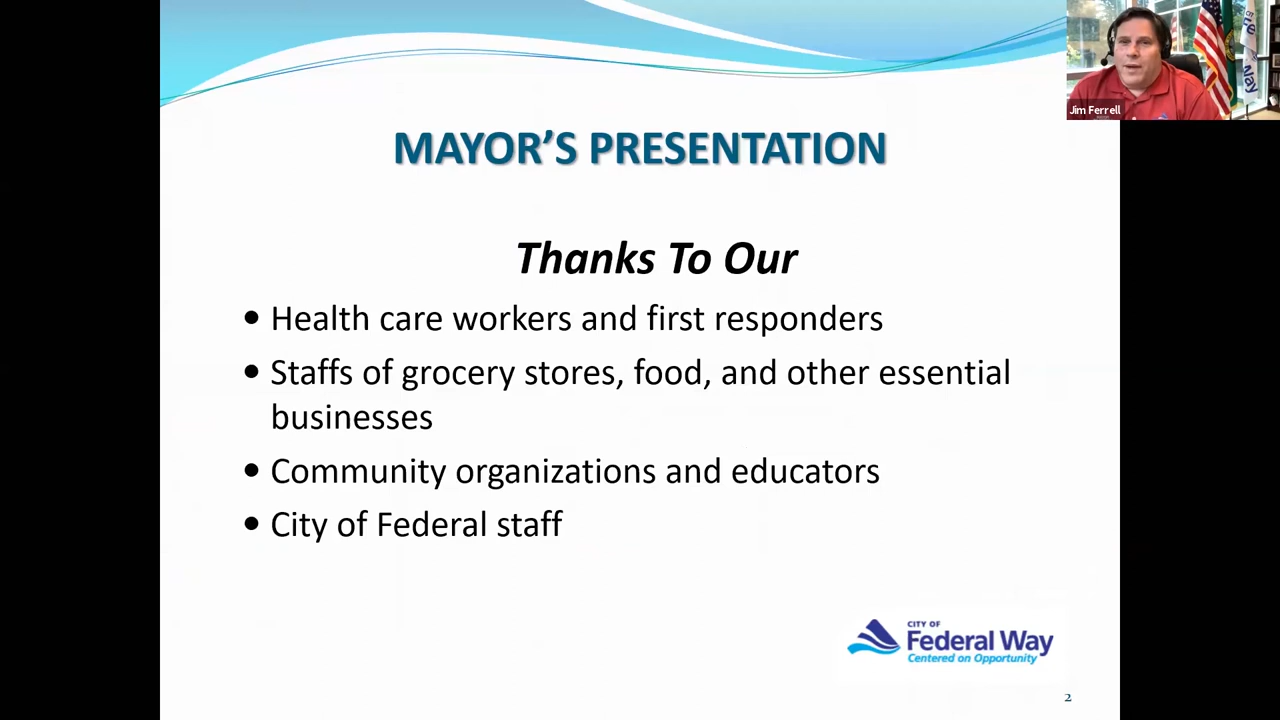 Jim Ferrell
MAYOR'S PRESENTATION
Thanks To Our
• Health care workers and first responders
• Staffs of grocery stores, food, and other essential
businesses
• Community organizations and educators
• City of Federal staff
CITY OF
Federal Way
Centered on Opportunity
2